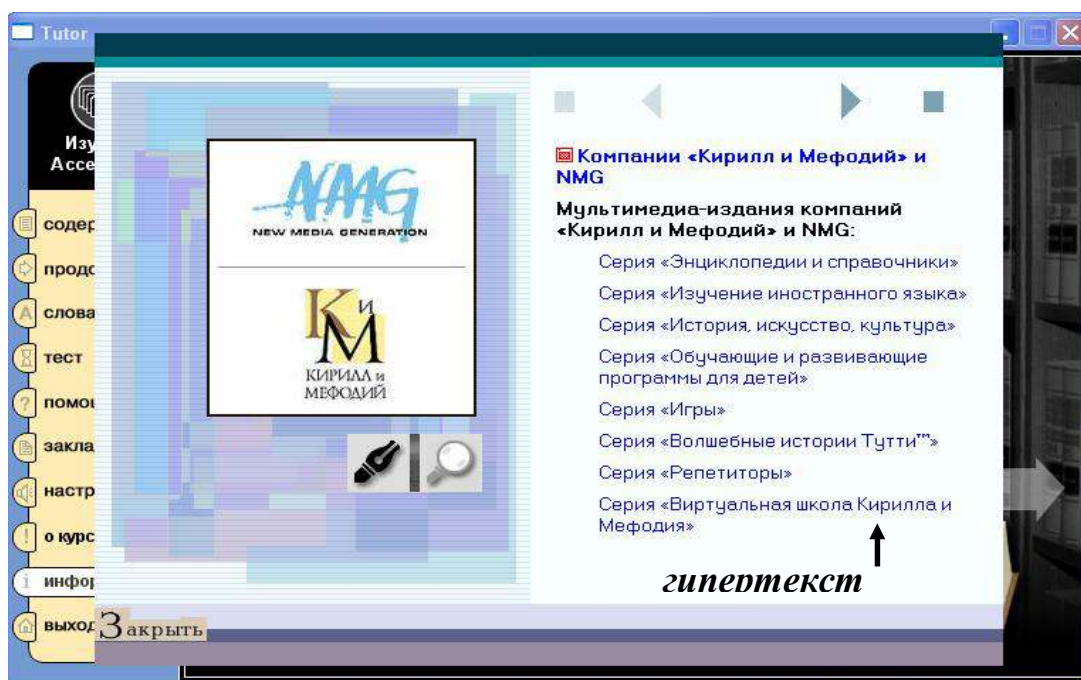 Tutor
Изу
Acce
содер
продо
слова
тест
помощ
закла
настр
о курс
инфор
выход
NMG
NEW MEDIA GENERATION
КиМ
КИРИЛЛ и
МЕФОДИЙ
Закрыть
Компании «Кирилл и Мефодий» и
NMG
Мультимедиа-издания компаний
«Кирилл и Мефодий» и NMG:
Серия «Энциклопедии и справочники»
Серия «Изучение иностранного языка»
Серия «История, искусство, культура»
Серия «Обучающие и развивающие
программы для детей»
Серия «Игры»
Серия «Волшебные истории Тутти™»
Серия «Репетиторы»
Серия «Виртуальная школа Кирилла и
Мефодия»
гипертекст